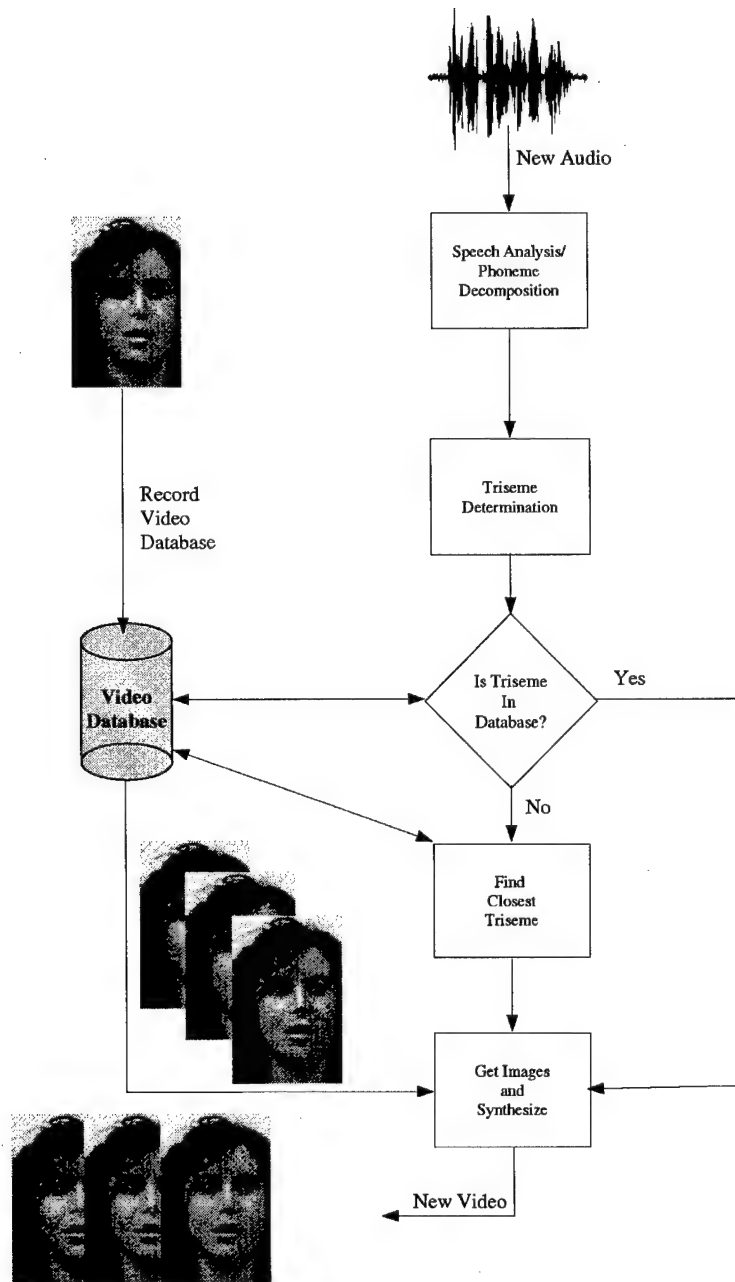 New Audio
Speech Analysis/
Phoneme
Decomposition
Triseme
Determination
Record
Video
Database
Video
Database
Is Triseme
In
Database?
Yes
No
Find
Closest
Triseme
Get Images
and
Synthesize
New Video